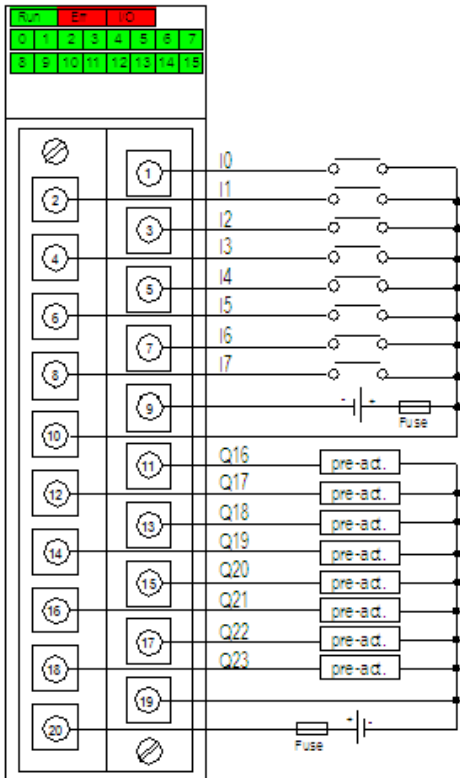 Run Err I/O
0 1 2 3 4 5 6 7
8 9 10 11 12 13 14 15
1 I0
2 I1
3 I2
4 I3
5 I4
6 I5
7 I6
8 I7
9 - + Fuse
10
11 Q16 pre-act.
12 Q17 pre-act.
13 Q18 pre-act.
14 Q19 pre-act.
15 Q20 pre-act.
16 Q21 pre-act.
17 Q22 pre-act.
18 Q23 pre-act.
19
20 Fuse + -